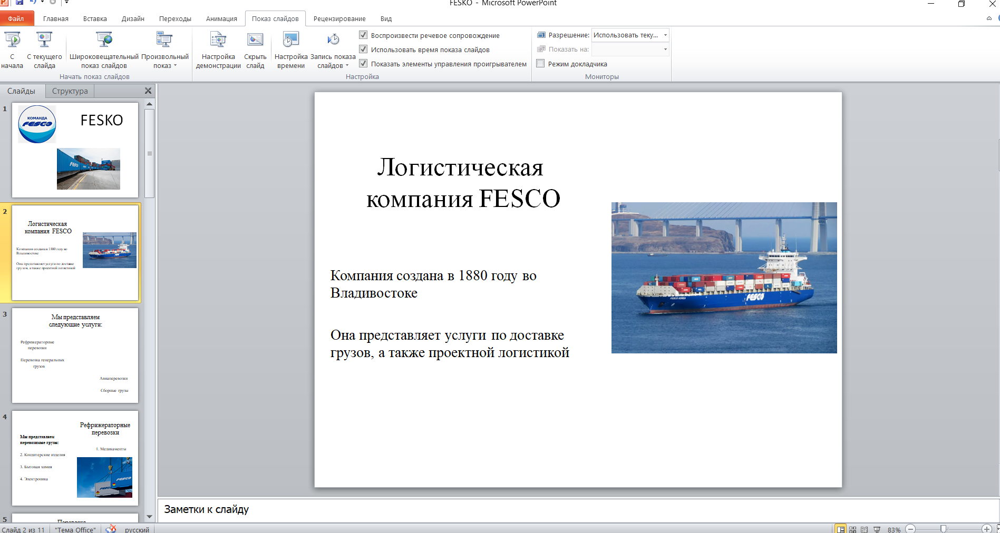 FESKO - Microsoft PowerPoint
Файл Главная Вставка Дизайн Переходы Анимация Показ слайдов Рецензирование Вид
С начала
С текущего слайда
Широковещательный показ слайдов
Произвольный показ
Начать показ слайдов
Настройка демонстрации
Скрыть слайд
Настройка времени
Запись показа слайдов
Воспроизвести речевое сопровождение
Использовать время показа слайдов
Показать элементы управления проигрывателем
Настройка
Разрешение: Использовать теку...
Показать на:
Режим докладчика
Мониторы
Слайды Структура
1
КОМАНДА
FESCO
FESKO
FESCO
2
Логистическая
компания FESCO
Компания создана в 1880 году во
Владивостоке
Она представляет услуги по доставке
грузов, а также проектной логистикой
3
Мы представляем
следующие услуги:
Рефрижераторные
перевозки
Перевозка генеральных
грузов
Авиаперевозки
Сборные грузы
4
Рефрижераторные
перевозки
Мы представляем
перевозимые грузы:
1. Медикаменты
2. Кондитерские изделия
3. Бытовая химия
4. Электроника
FESCO
FESCO
5
Перевозка
Логистическая
компания FESCO
Компания создана в 1880 году во
Владивостоке
Она представляет услуги по доставке
грузов, а также проектной логистикой
FESCO KOREA
FESCO
Заметки к слайду
Слайд 2 из 11 "Тема Office" русский 83%